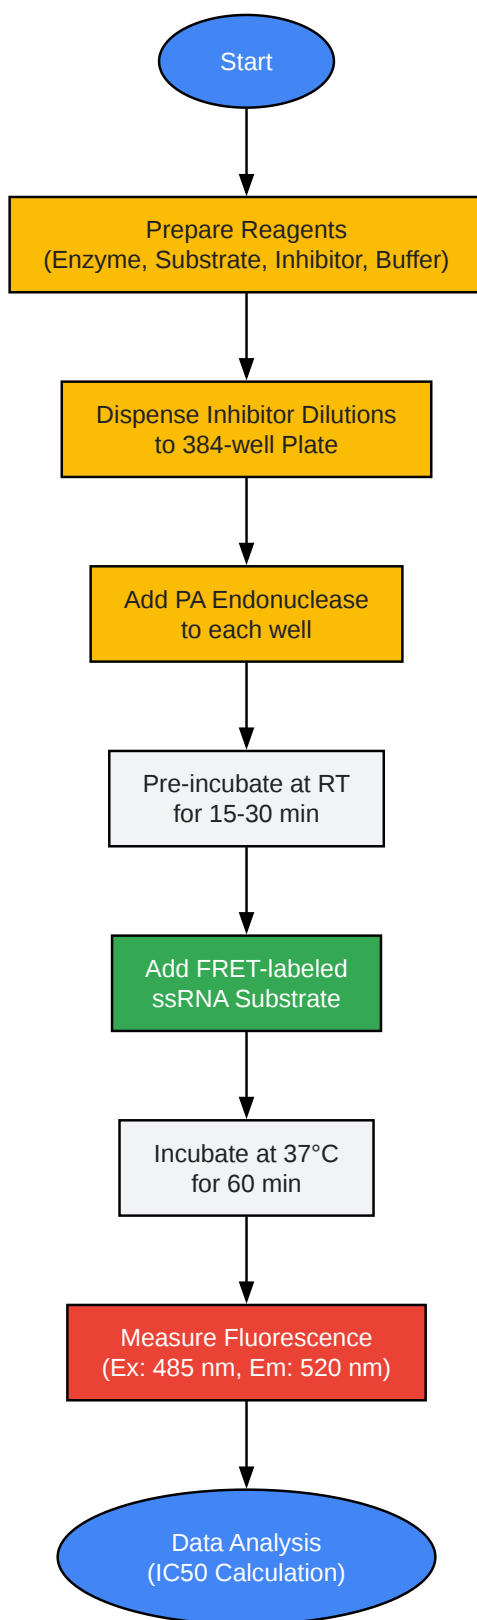 Start
Prepare Reagents
(Enzyme, Substrate, Inhibitor, Buffer)
Dispense Inhibitor Dilutions
to 384-well Plate
Add PA Endonuclease
to each well
Pre-incubate at RT
for 15-30 min
Add FRET-labeled
ssRNA Substrate
Incubate at 37°C
for 60 min
Measure Fluorescence
(Ex: 485 nm, Em: 520 nm)
Data Analysis
(IC50 Calculation)